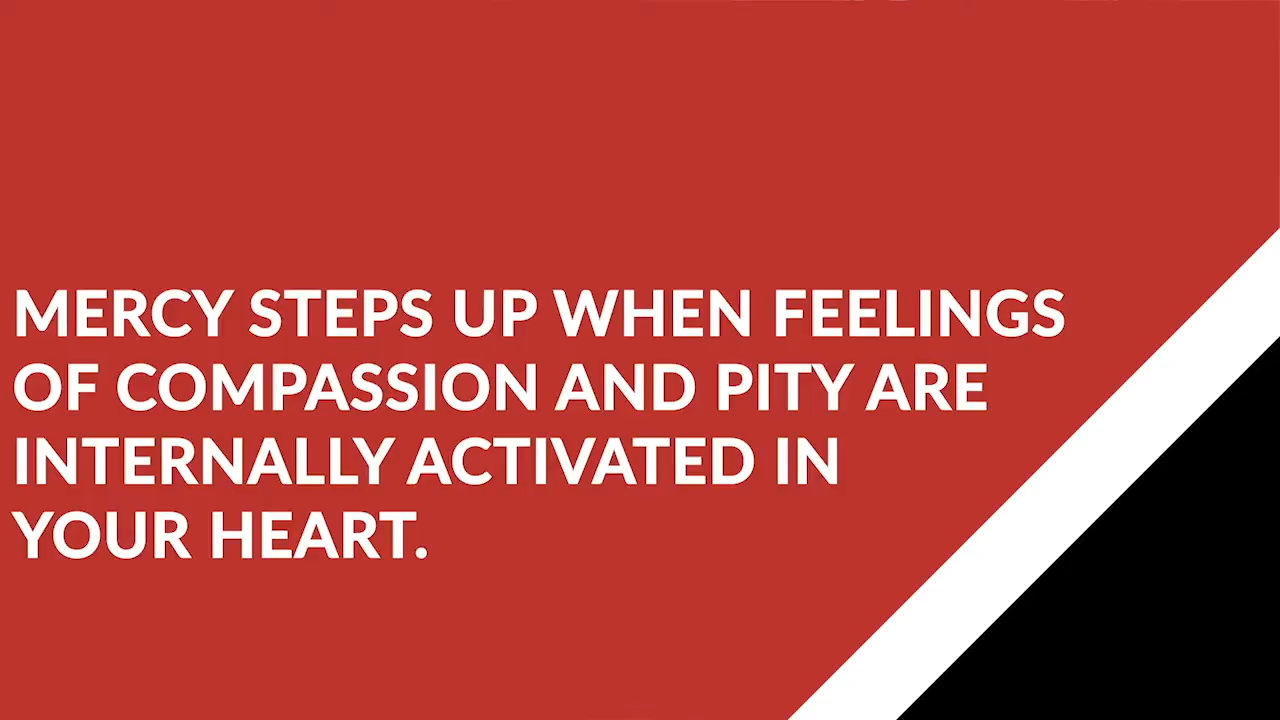 MERCY STEPS UP WHEN FEELINGS
OF COMPASSION AND PITY ARE
INTERNALLY ACTIVATED IN
YOUR HEART.